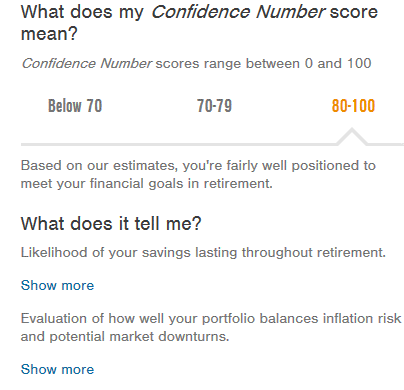 What does my Confidence Number score
mean?
Confidence Number scores range between 0 and 100
Below 70 70-79 80-100
Based on our estimates, you're fairly well positioned to
meet your financial goals in retirement.
What does it tell me?
Likelihood of your savings lasting throughout retirement.
Show more
Evaluation of how well your portfolio balances inflation risk
and potential market downturns.
Show more